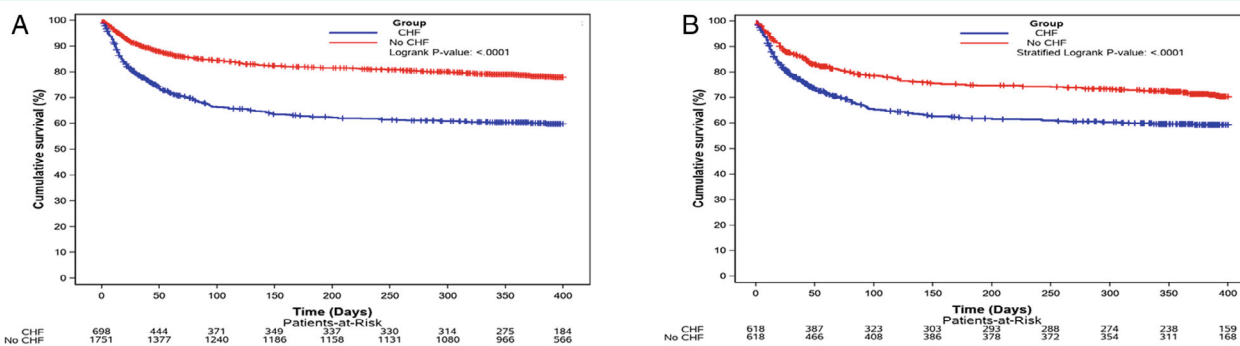 A
Cumulative survival (%)
100
90
80
70
60
50
40
30
20
10
0
Group
CHF
No CHF
Logrank P-value: <.0001
0 50 100 150 200 250 300 350 400
Time (Days)
Patients-at-Risk
CHF 698 444 371 349 337 330 314 275 184
No CHF 1751 1377 1240 1186 1158 1131 1080 966 566
B
Cumulative survival (%)
100
90
80
70
60
50
40
30
20
10
0
Group
CHF
No CHF
Stratified Logrank P-value: <.0001
0 50 100 150 200 250 300 350 400
Time (Days)
Patients-at-Risk
CHF 618 387 323 303 293 288 274 238 159
No CHF 618 466 408 386 378 372 354 311 168